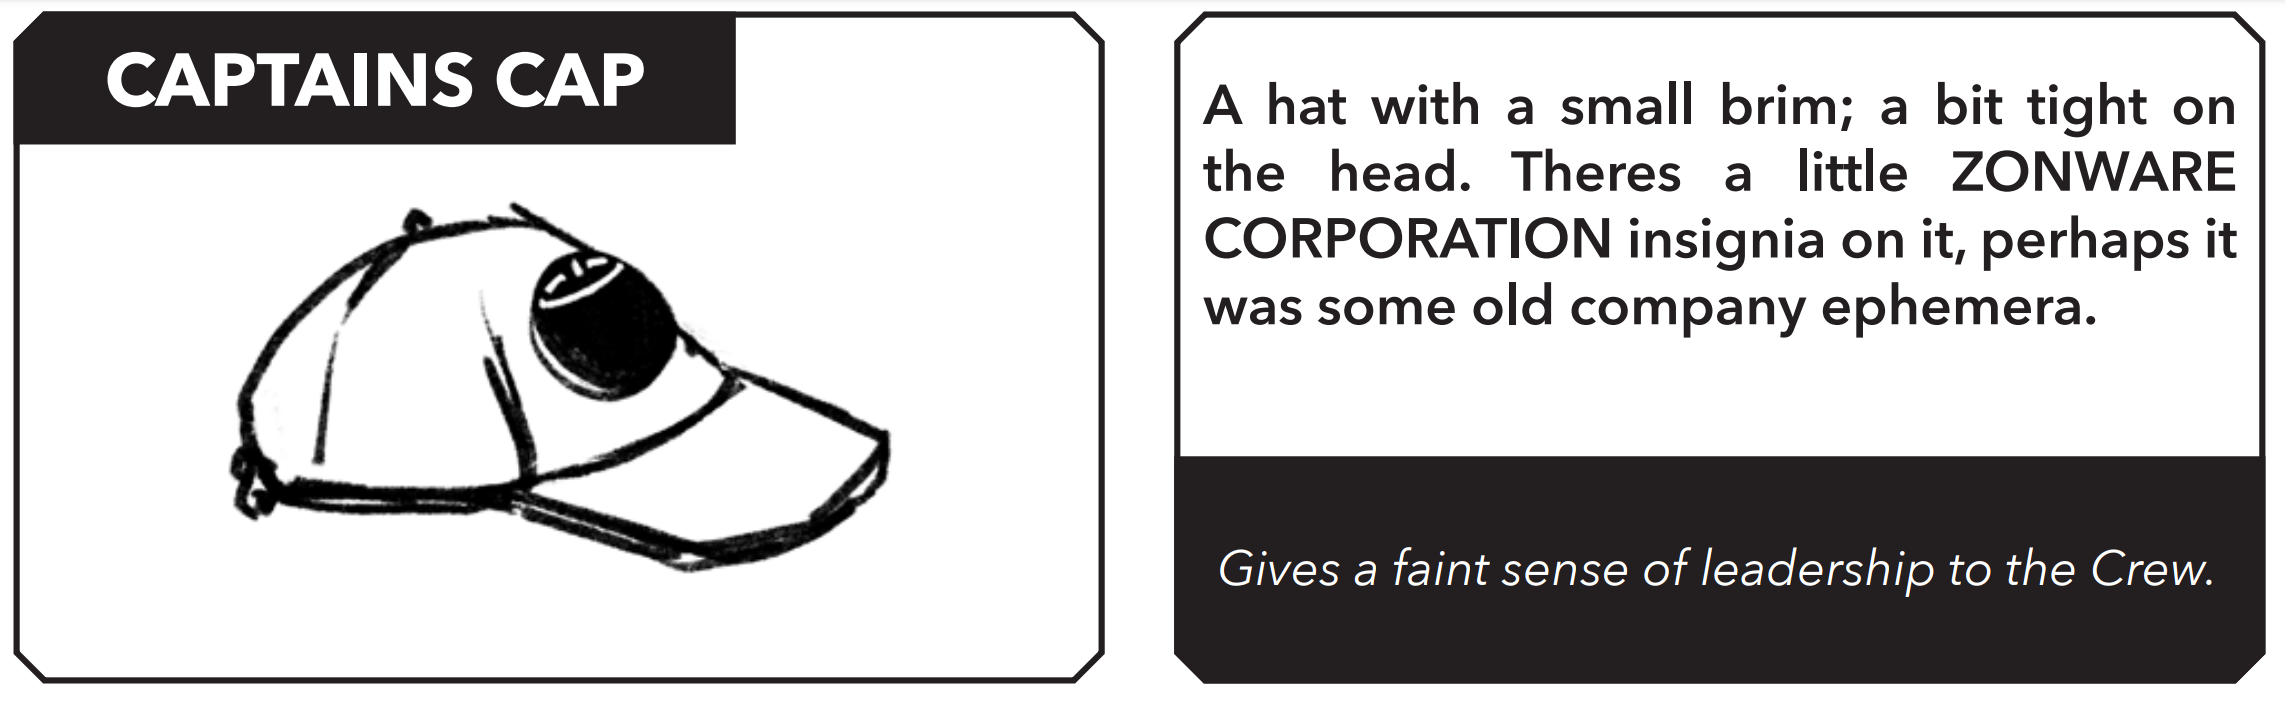 CAPTAINS CAP
A hat with a small brim; a bit tight on
the head. Theres a little ZONWARE
CORPORATION insignia on it, perhaps it
was some old company ephemera.
Gives a faint sense of leadership to the Crew.